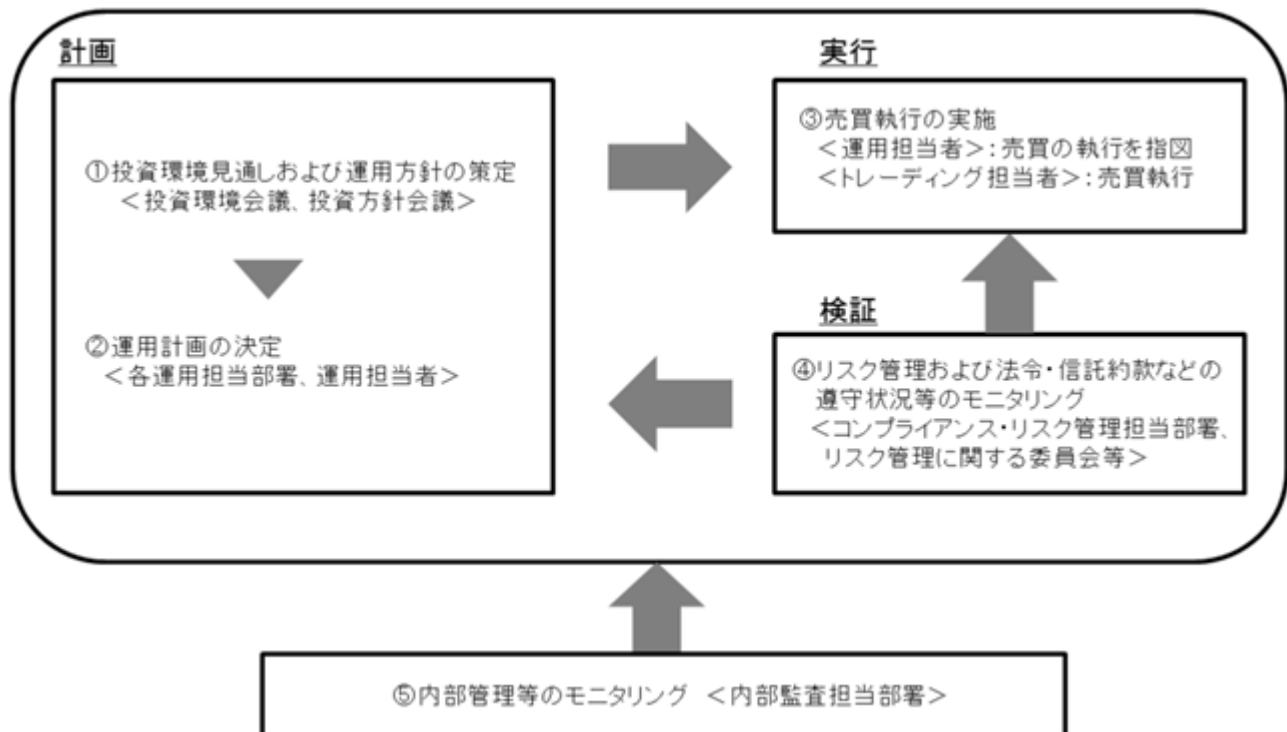 計画
①投資環境見通しおよび運用方針の策定
＜投資環境会議、投資方針会議＞
②運用計画の決定
＜各運用担当部署、運用担当者＞
実行
③売買執行の実施
＜運用担当者＞：売買の執行を指図
＜トレーディング担当者＞：売買執行
検証
④リスク管理および法令・信託約款などの
遵守状況等のモニタリング
＜コンプライアンス・リスク管理担当部署、
リスク管理に関する委員会等＞
⑤内部管理等のモニタリング ＜内部監査担当部署＞